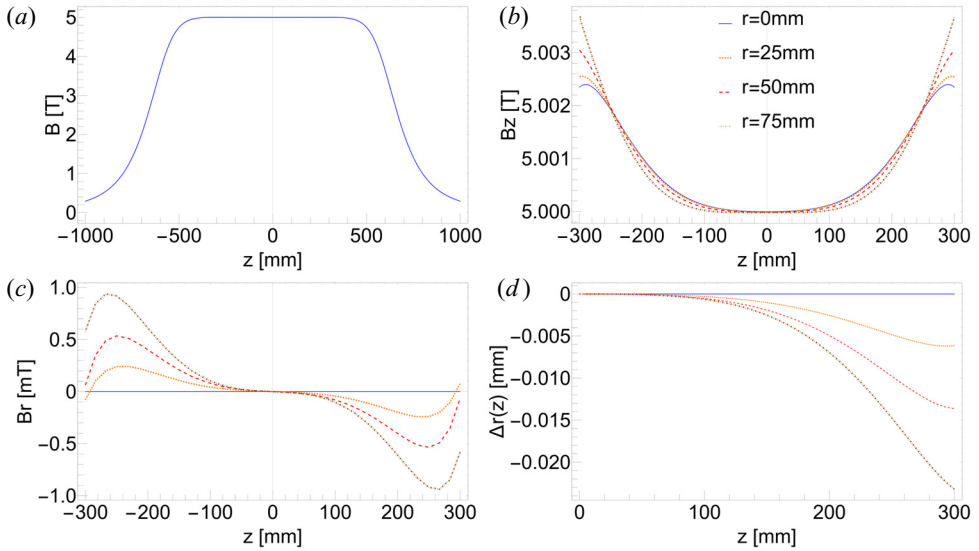 (a)
B [T]
5
4
3
2
1
0
−1000 −500 0 500 1000
z [mm]
(b)
Bz [T]
5.003
5.002
5.001
5.000
r=0mm
r=25mm
r=50mm
r=75mm
−300 −200 −100 0 100 200 300
z [mm]
(c)
Br [mT]
1.0
0.5
0
−0.5
−1.0
−300 −200 −100 0 100 200 300
z [mm]
(d)
Δr(z) [mm]
0
−0.005
−0.010
−0.015
−0.020
0 100 200 300
z [mm]